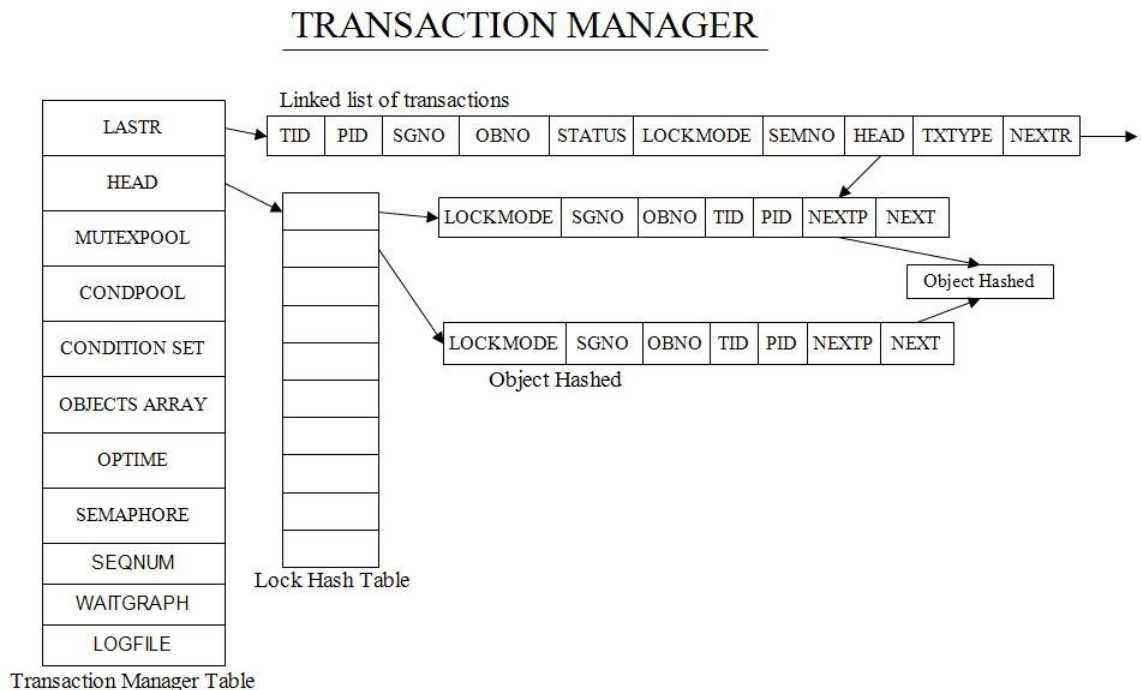 TRANSACTION MANAGER
Linked list of transactions
LASTR
TID PID SGNO OBNO STATUS LOCKMODE SEMNO HEAD TXTYPE NEXTR
HEAD
LOCKMODE SGNO OBNO TID PID NEXTP NEXT
MUTEXPOOL
Object Hashed
CONDPOOL
CONDITION SET
LOCKMODE SGNO OBNO TID PID NEXTP NEXT
Object Hashed
OBJECTS ARRAY
OPTIME
SEMAPHORE
SEQNUM
Lock Hash Table
WAITGRAPH
LOGFILE
Transaction Manager Table